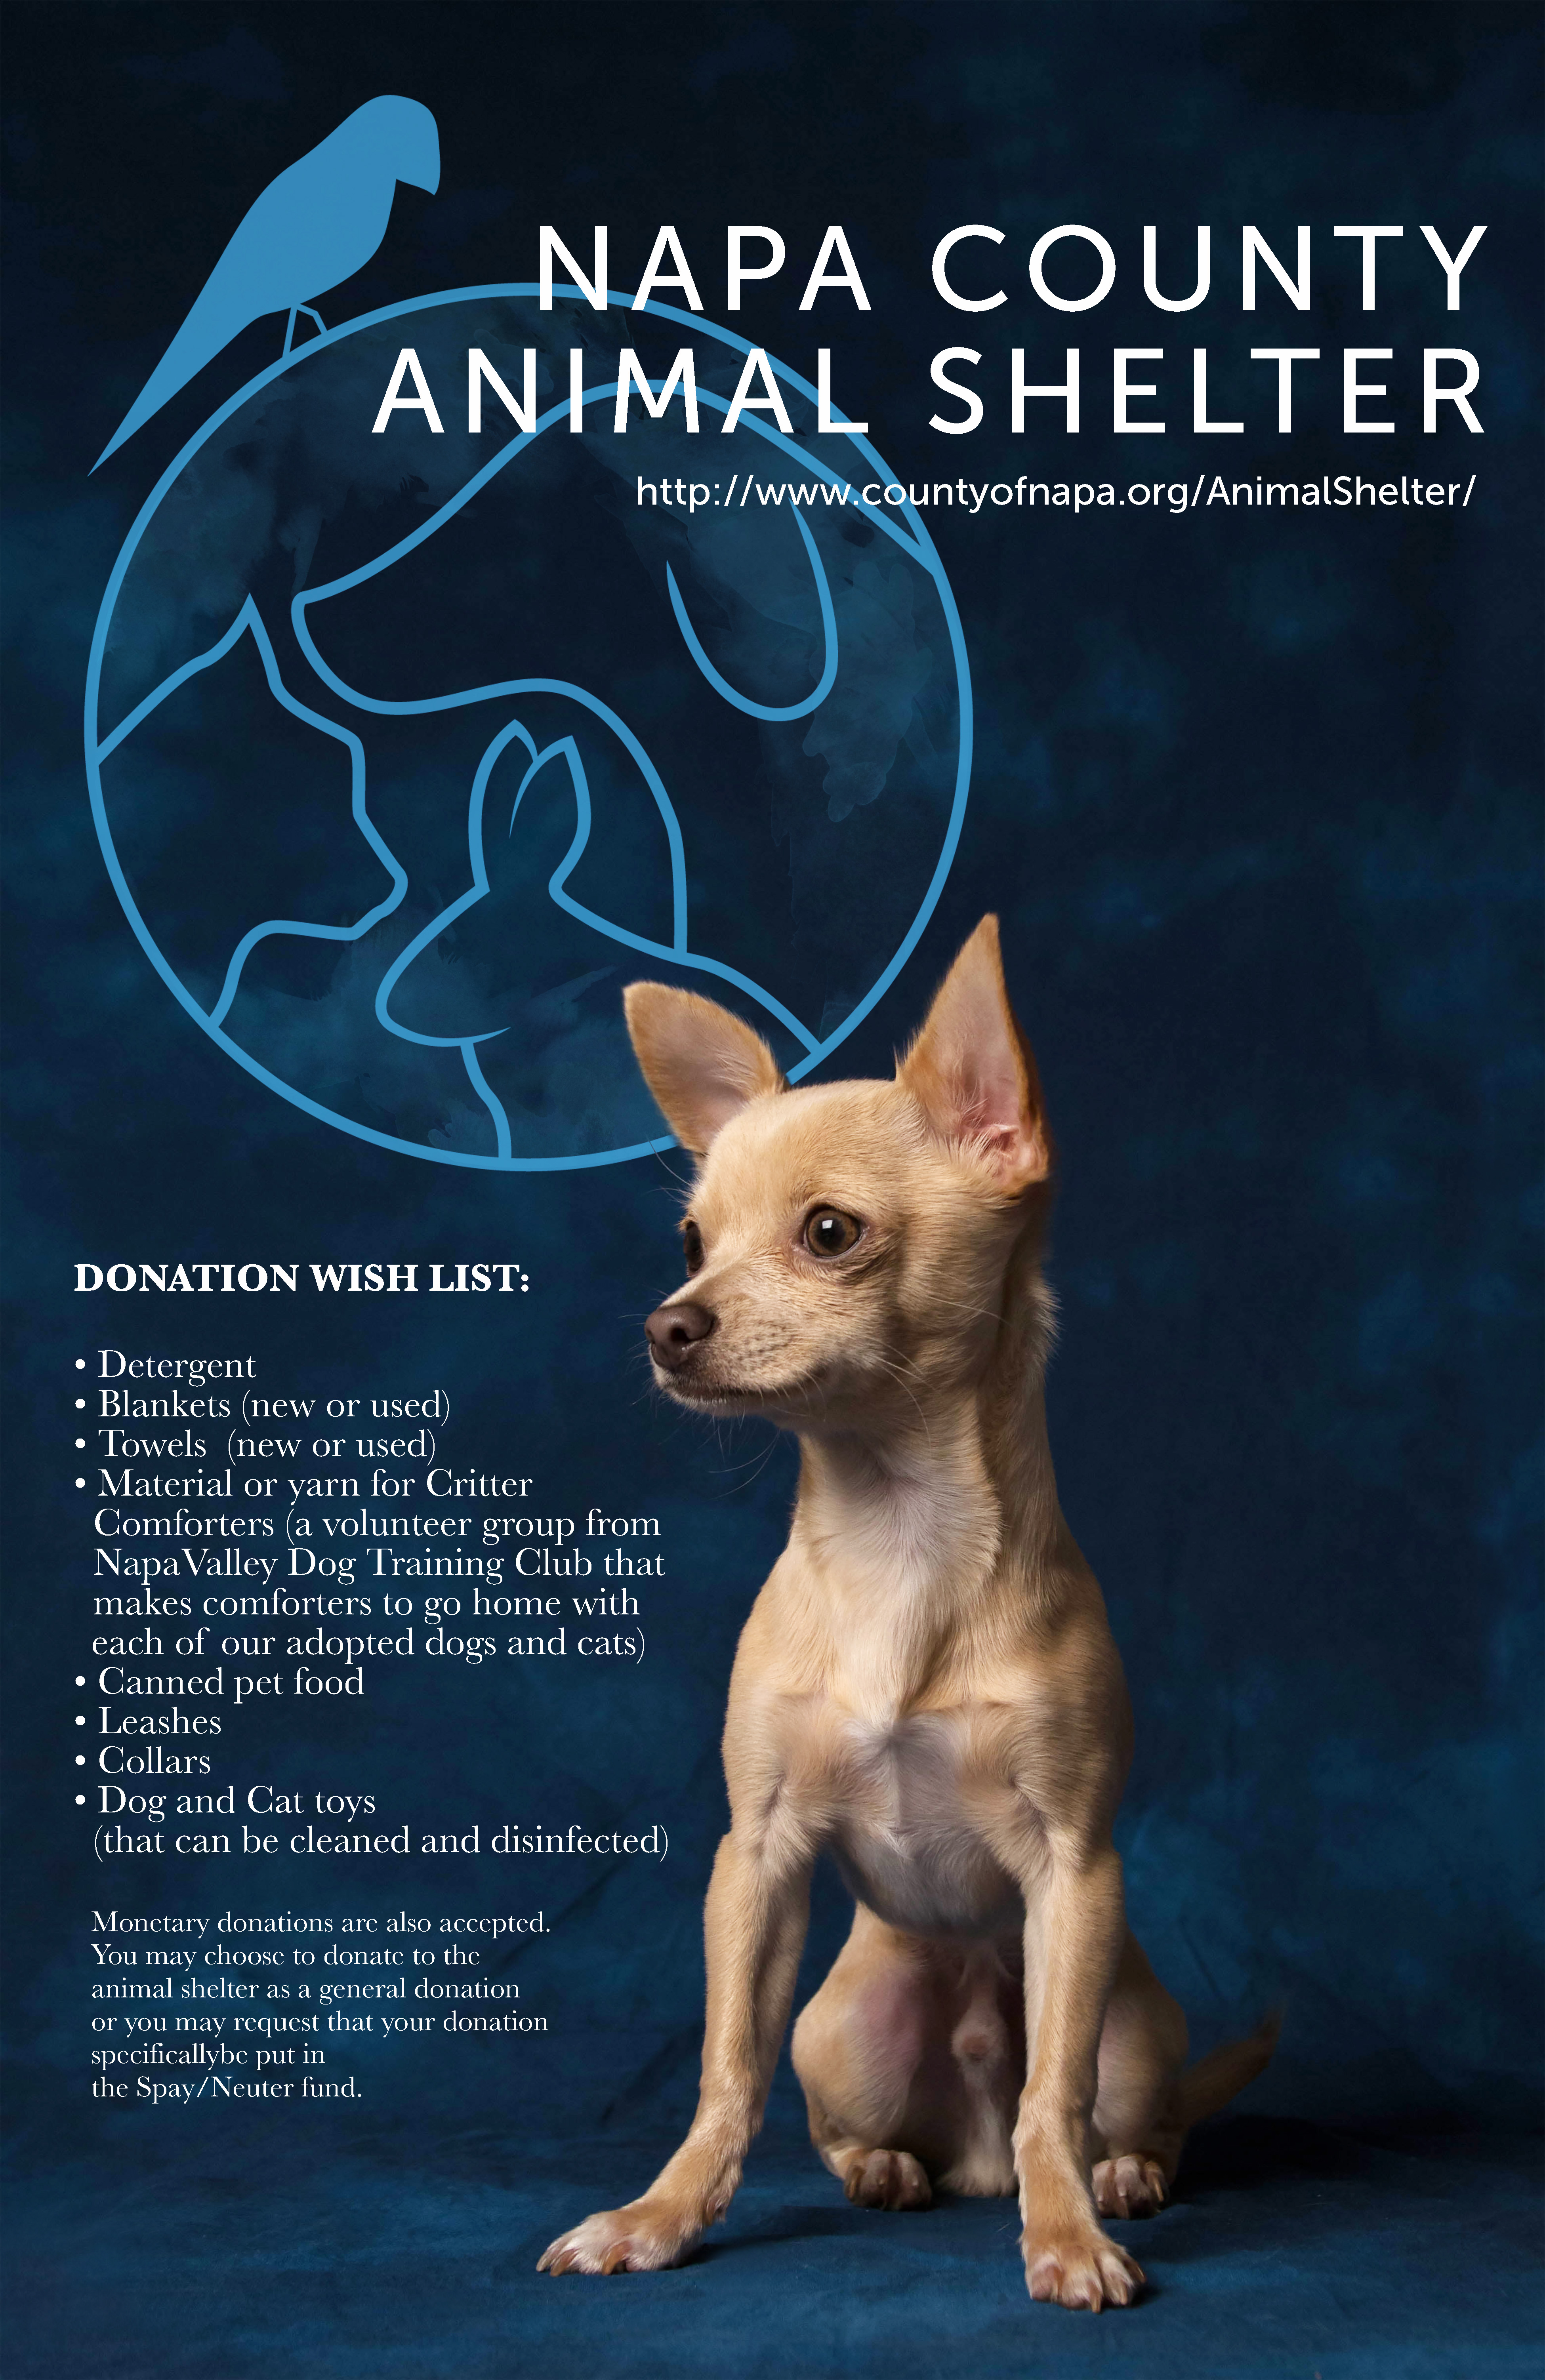 NAPA COUNTY
ANIMAL SHELTER
http://www.countyofnapa.org/AnimalShelter/
DONATION WISH LIST:
• Detergent
• Blankets (new or used)
• Towels  (new or used)
• Material or yarn for Critter
Comforters (a volunteer group from
NapaValley Dog Training Club that
makes comforters to go home with
each of our adopted dogs and cats)
• Canned pet food
• Leashes
• Collars
• Dog and Cat toys
(that can be cleaned and disinfected)
Monetary donations are also accepted.
You may choose to donate to the
animal shelter as a general donation
or you may request that your donation
specificallybe put in
the Spay/Neuter fund.